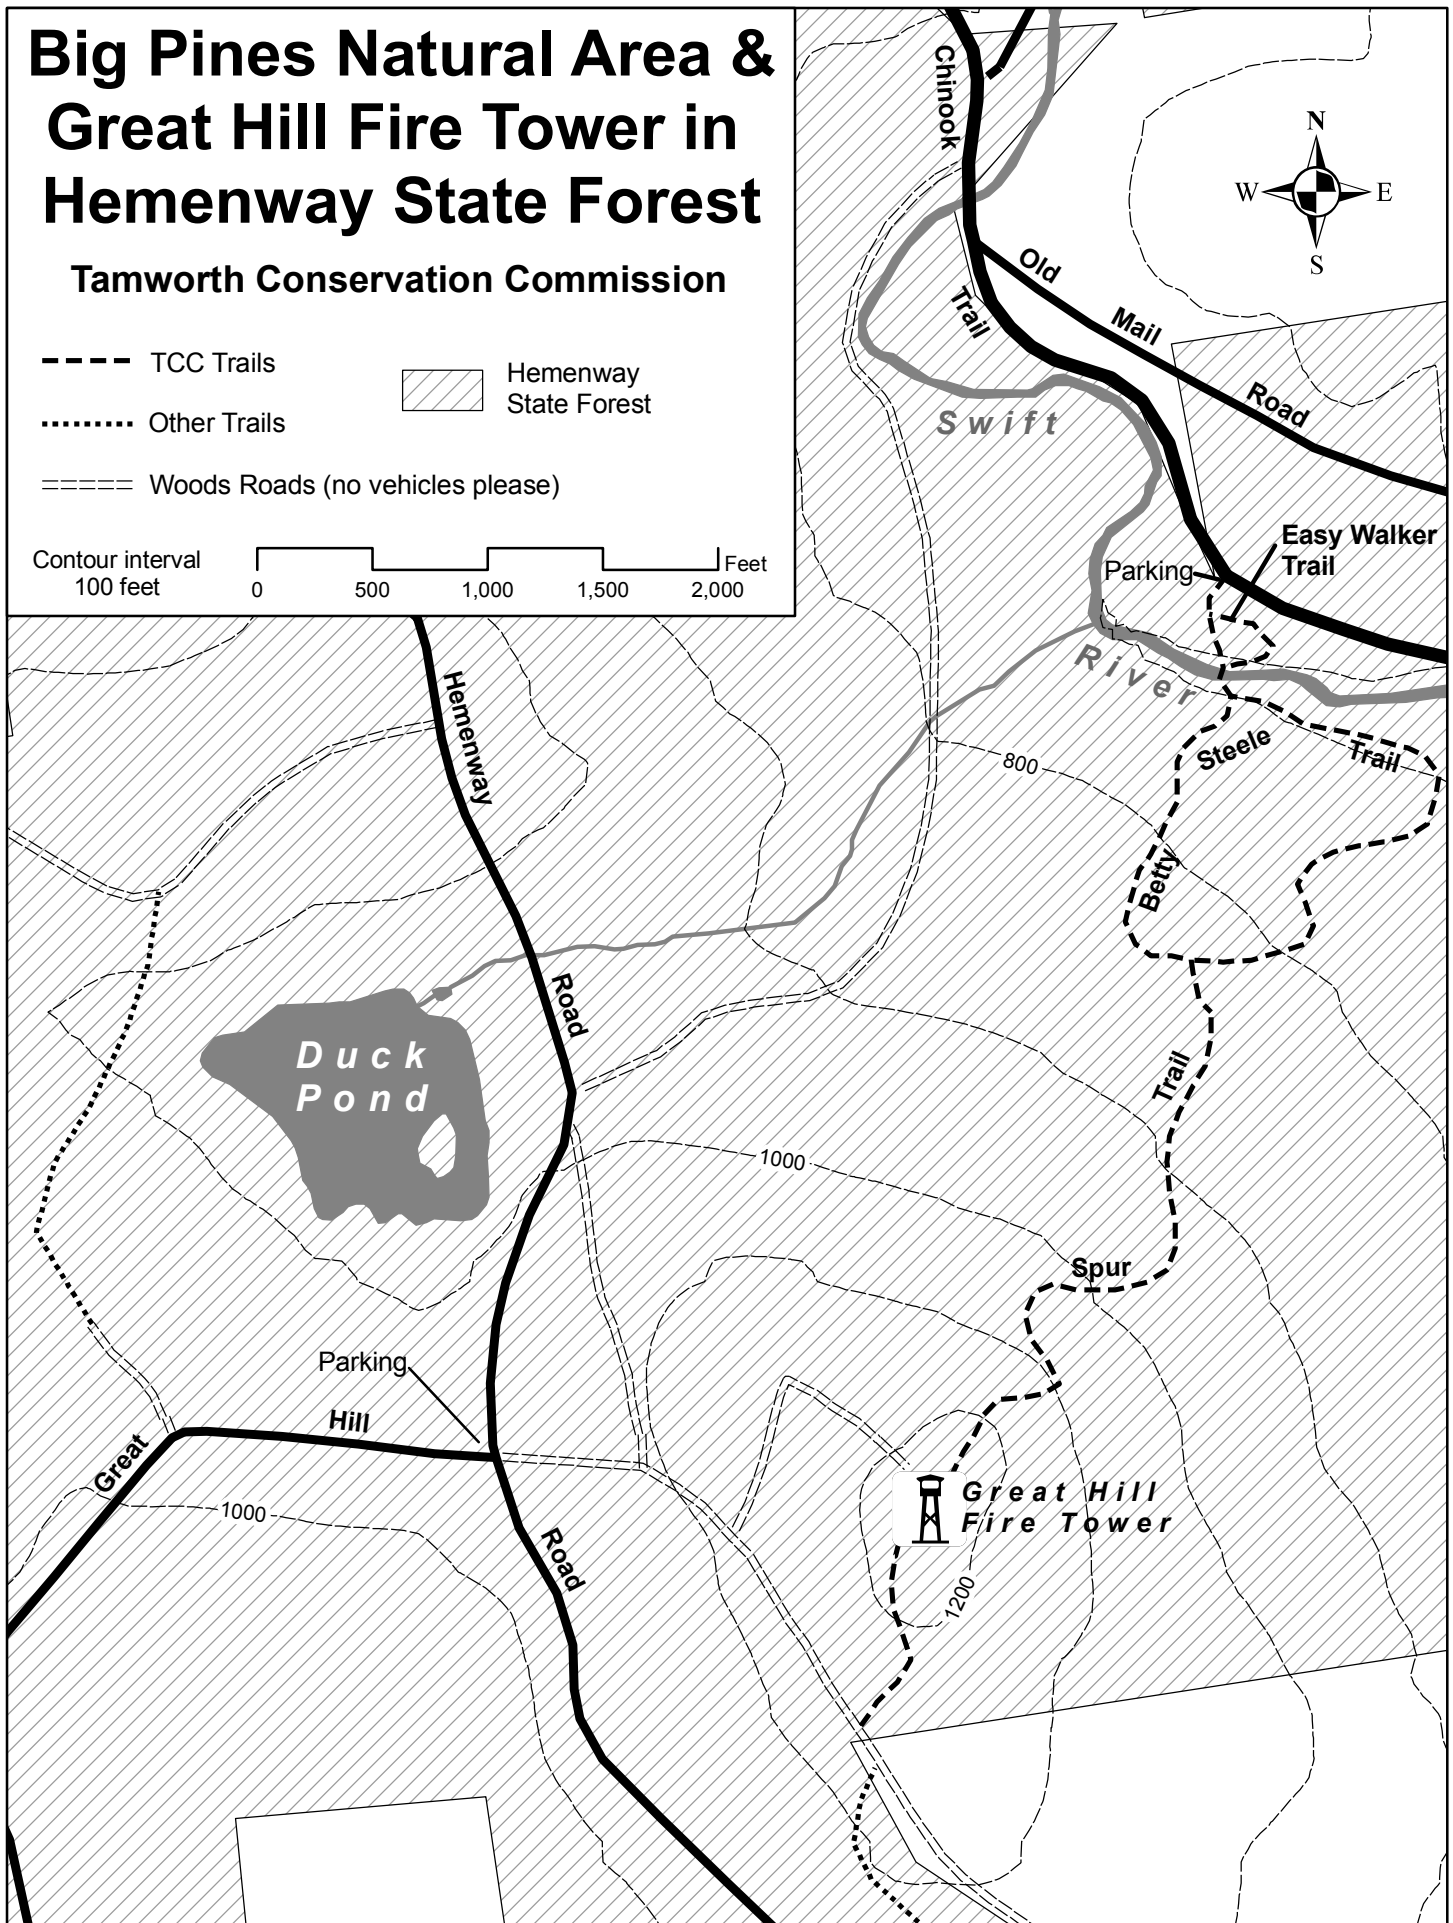 Big Pines Natural Area &
Great Hill Fire Tower in
Hemenway State Forest
Tamworth Conservation Commission
TCC Trails
Hemenway
State Forest
Other Trails
Woods Roads (no vehicles please)
Contour interval
100 feet
Feet
0 500 1,000 1,500 2,000
Chinook
Trail
N
W E
S
Old
Mail
Road
Swift
River
Easy Walker
Trail
Parking
Hemenway
Road
800
Steele
Trail
Betty
Trail
Spur
Duck
Pond
1000
Parking
Hill
Great
1000
Road
Great Hill
Fire Tower
1200